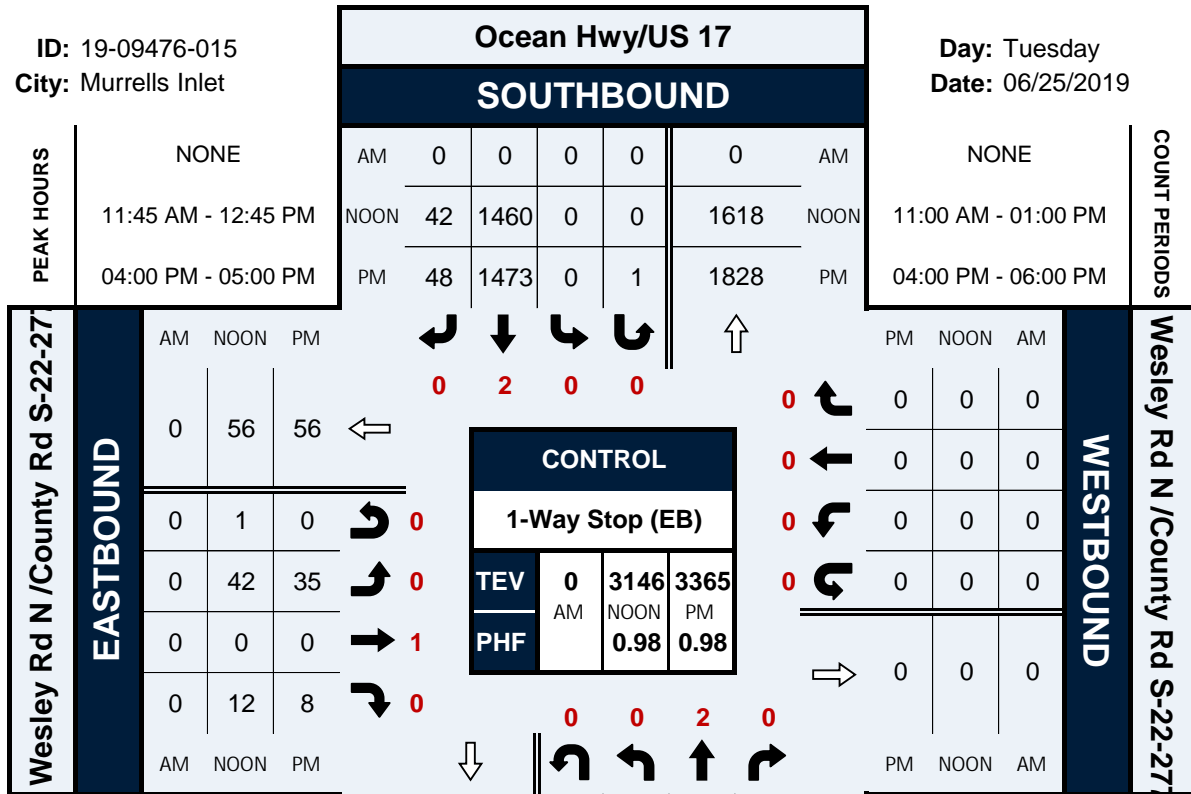 ID: 19-09476-015
City: Murrells Inlet
Ocean Hwy/US 17
SOUTHBOUND
Day: Tuesday
Date: 06/25/2019
PEAK HOURS
NONE
11:45 AM - 12:45 PM
04:00 PM - 05:00 PM
AM 0 0 0 0 0 AM
NOON 42 1460 0 0 1618 NOON
PM 48 1473 0 1 1828 PM
NONE
11:00 AM - 01:00 PM
04:00 PM - 06:00 PM
COUNT PERIODS
0 2 0 0
Wesley Rd N /County Rd S-22-277
EASTBOUND
AM NOON PM
0 56 56
0 1 0 0
0 42 35 0
0 0 0 1
0 12 8 0
AM NOON PM
CONTROL
1-Way Stop (EB)
TEV 0 3146 3365
AM NOON PM
PHF 0.98 0.98
PM NOON AM
0 0 0 0
0 0 0 0
0 0 0 0
0 0 0 0
0 0 0
PM NOON AM
WESTBOUND
Wesley Rd N /County Rd S-22-277
0 0 2 0